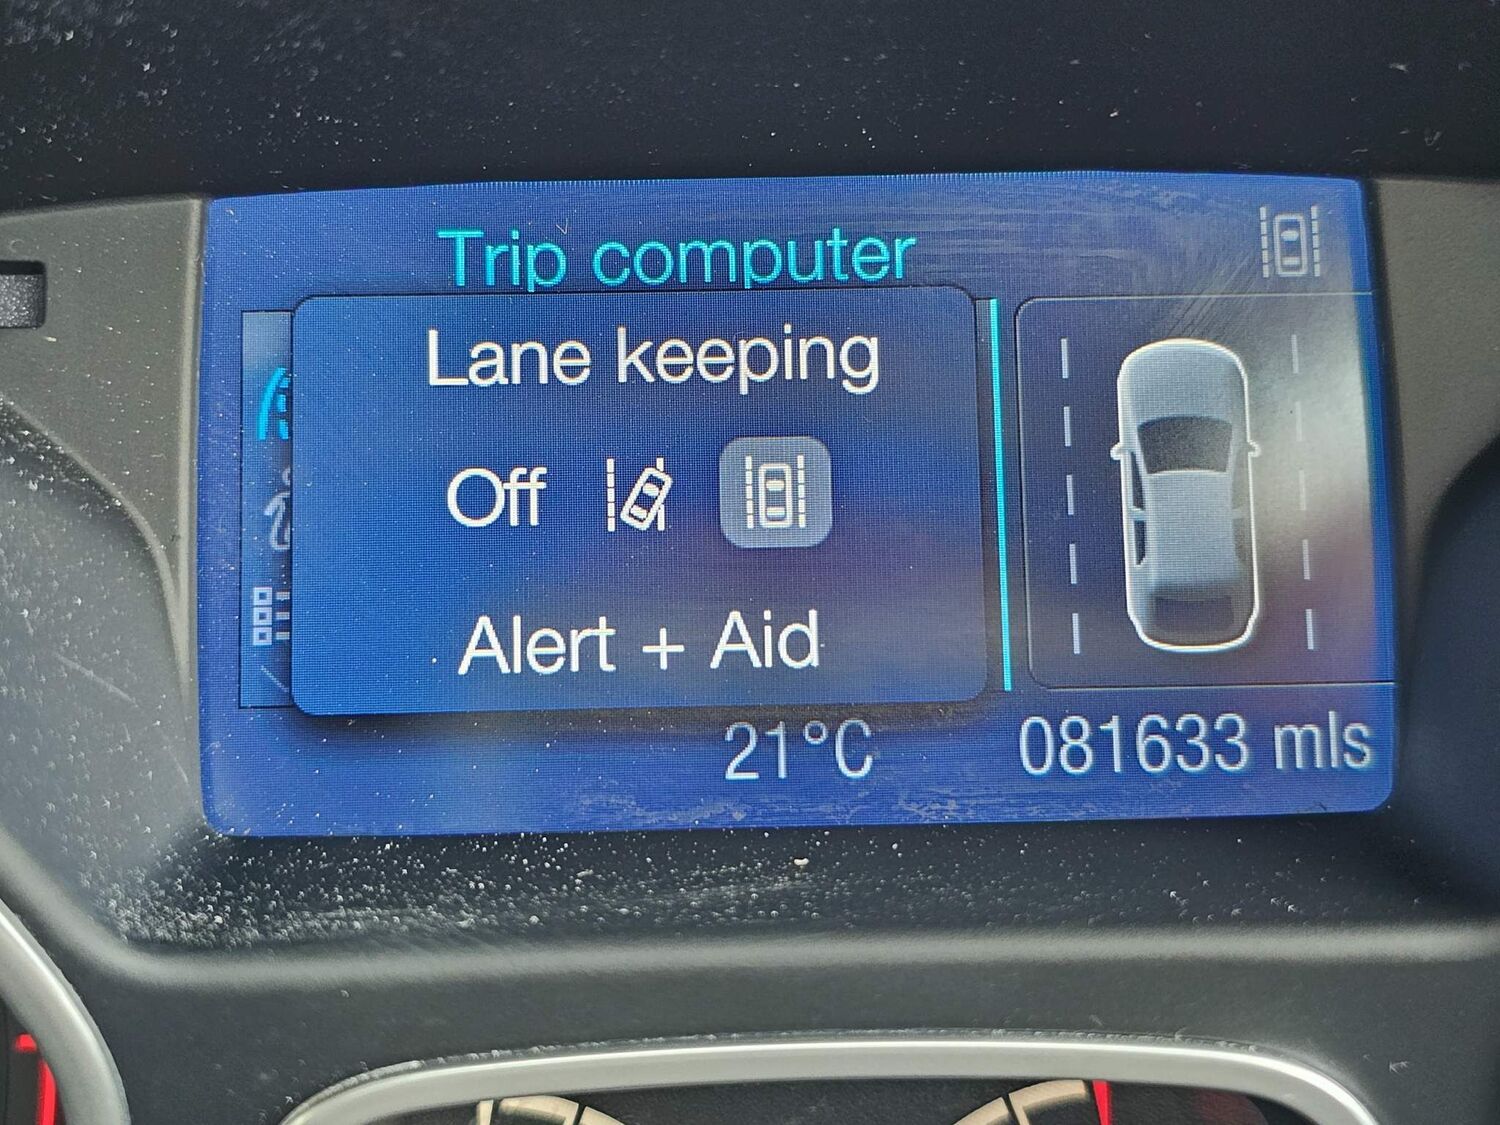 Trip computer
Lane keeping
Off
Alert + Aid
21°C
081633 mls